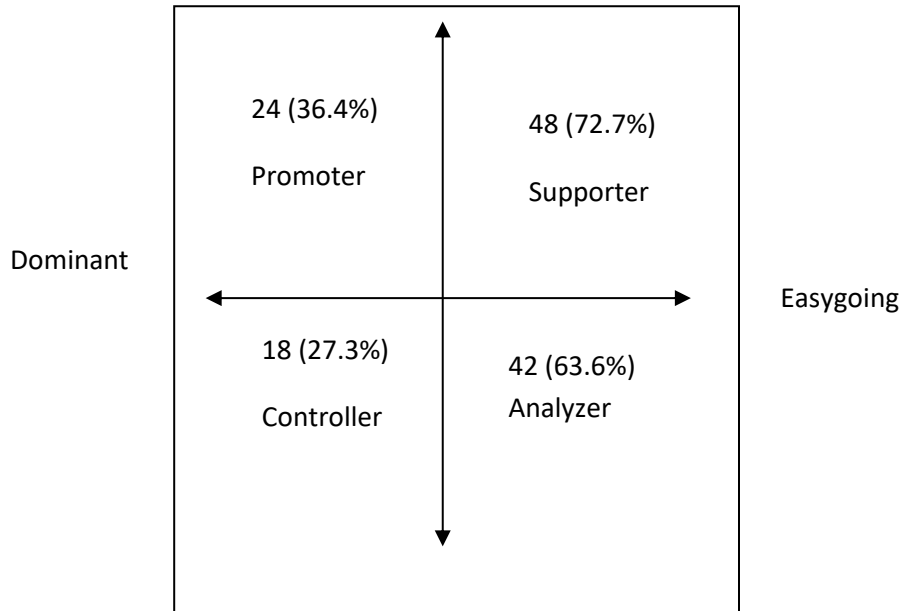 24 (36.4%)
Promoter
48 (72.7%)
Supporter
Dominant
Easygoing
18 (27.3%)
Controller
42 (63.6%)
Analyzer